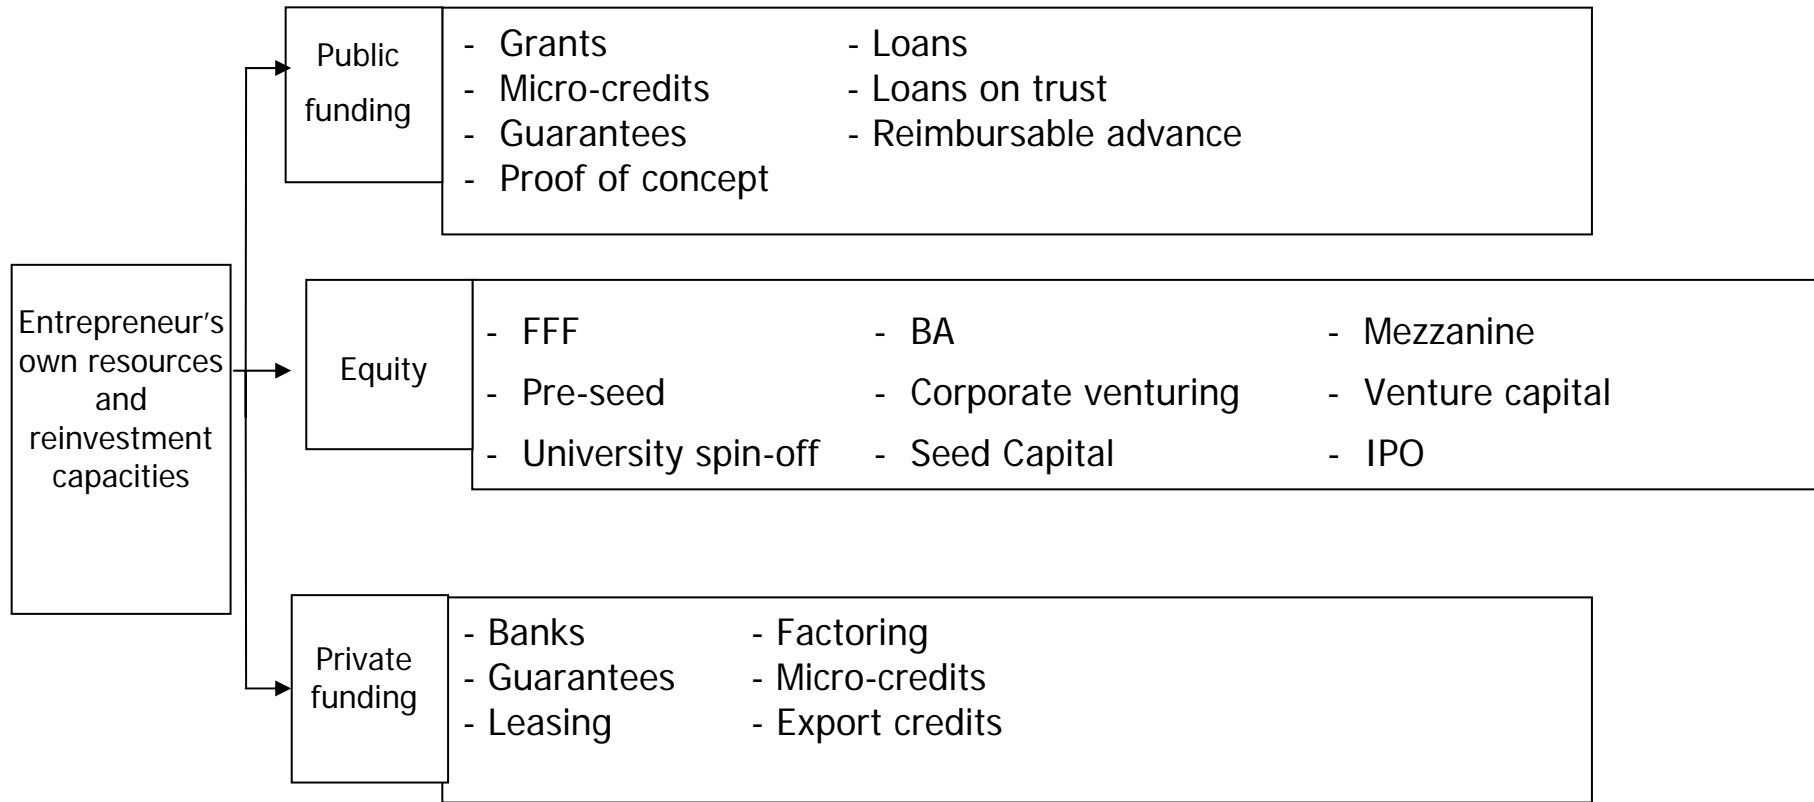 Public
funding
- Grants
- Micro-credits
- Guarantees
- Proof of concept
- Loans
- Loans on trust
- Reimbursable advance
Entrepreneur's
own resources
and
reinvestment
capacities
Equity
- FFF
- Pre-seed
- University spin-off
- BA
- Corporate venturing
- Seed Capital
- Mezzanine
- Venture capital
- IPO
Private
funding
- Banks
- Guarantees
- Leasing
- Factoring
- Micro-credits
- Export credits